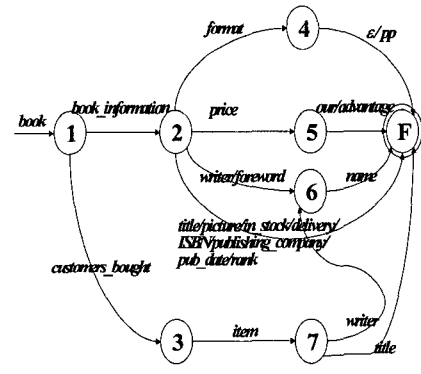 format
4
ε/pp
book
1
book_information
2
price
5
our/advantage
F
writer/foreword
6
name
title/picture/in_stock/delivery/
ISBN/publishing_company/
pub_date/rank
customers_bought
3
item
7
writer
title